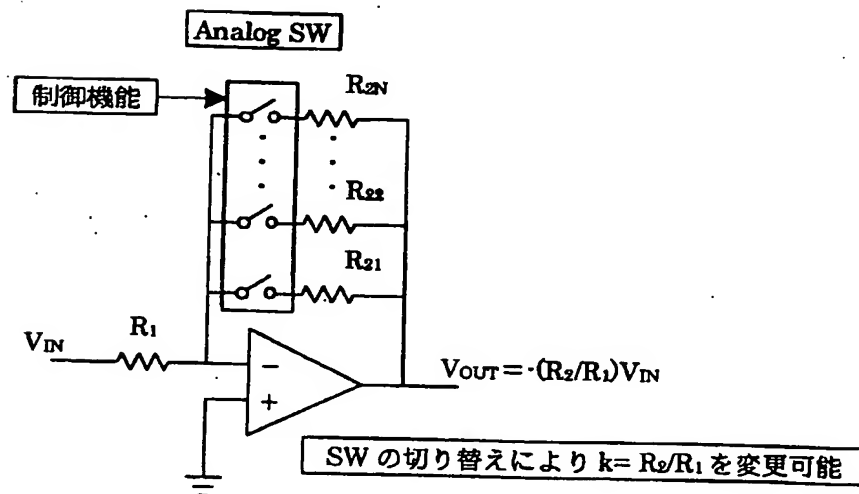 Analog SW
制御機能
R2N
R22
R21
R1
VIN
−
+
VOUT = -(R2/R1)VIN
SW の切り替えにより k= R2/R1 を変更可能